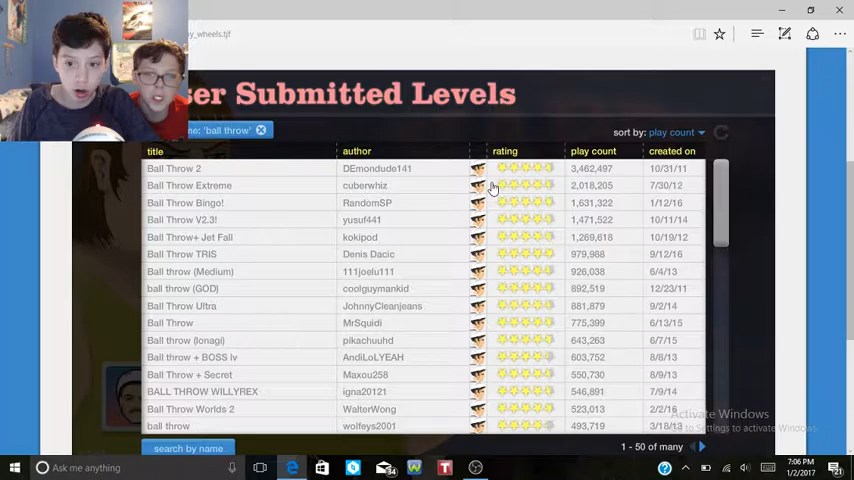 y_wheels.tjf
ser Submitted Levels
me: 'ball throw'
sort by: play count
title author rating play count created on
Ball Throw 2 DEmondude141 3,462,497 10/31/11
Ball Throw Extreme cuberwhiz 2,018,205 7/30/12
Ball Throw Bingo! RandomSP 1,631,322 1/12/16
Ball Throw V2.3! yusuf441 1,471,522 10/11/14
Ball Throw+ Jet Fall kokipod 1,269,618 10/19/12
Ball Throw TRIS Denis Dacic 979,988 9/12/16
Ball throw (Medium) 111joelu111 926,038 6/4/13
ball throw (GOD) coolguymankind 892,519 12/23/11
Ball Throw Ultra JohnnyCleanjeans 881,879 9/2/14
Ball Throw MrSquidi 775,399 6/13/15
Ball throw (Ionagi) pikachuuhd 643,263 6/7/15
Ball throw + BOSS lv AndiLoLYEAH 603,752 8/8/13
Ball Throw + Secret Maxou258 550,730 8/8/13
BALL THROW WILLYREX igna20121 546,891 7/9/14
Ball Throw Worlds 2 WalterWong 523,013 2/2/16
ball throw wolfeys2001 493,719 3/18/13
Activate Windows
Go to Settings to activate Windows.
search by name
1 - 50 of many
Ask me anything
7:06 PM
1/2/2017